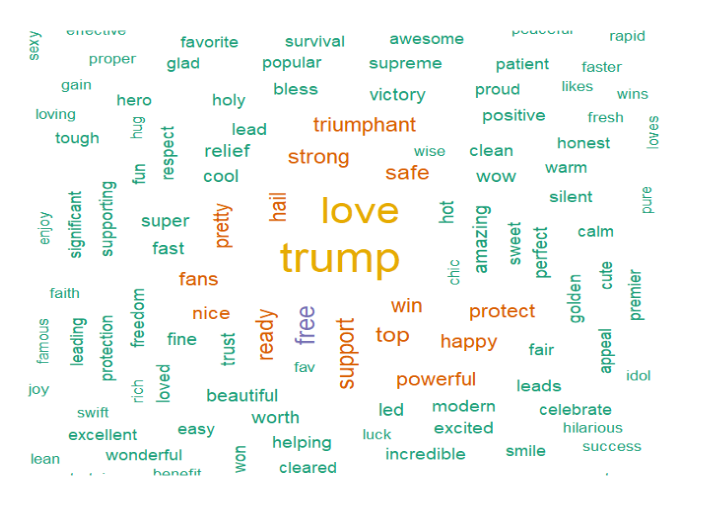 sexy
effective
favorite
survival
awesome
peaceful
rapid
proper
glad
popular
supreme
patient
faster
gain
hero
holy
bless
victory
proud
likes
wins
loving
tough
hug
respect
lead
triumphant
positive
fresh
loves
fun
relief
strong
wise
clean
honest
cool
safe
wow
warm
enjoy
significant
supporting
super
pretty
hail
love
hot
amazing
sweet
perfect
silent
pure
calm
fast
trump
chic
fans
golden
cute
premier
faith
freedom
nice
ready
free
support
win
protect
famous
leading
protection
fine
trust
top
happy
fair
appeal
joy
rich
loved
fav
powerful
leads
idol
beautiful
swift
worth
led
modern
celebrate
excellent
easy
helping
luck
excited
hilarious
lean
wonderful
won
cleared
incredible
smile
success
benefit